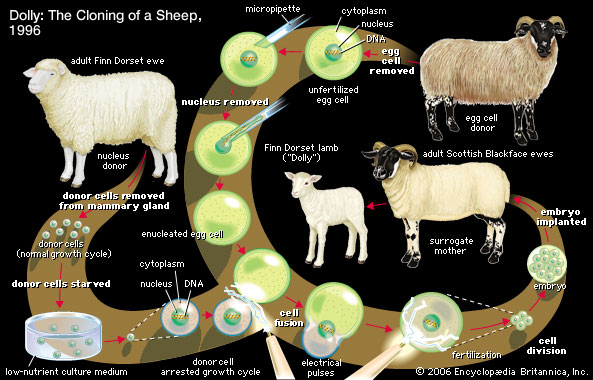 Dolly: The Cloning of a Sheep,
1996
micropipette
cytoplasm
nucleus
DNA
unfertilized
egg cell
egg
cell
removed
egg cell
donor
adult Finn Dorset ewe
nucleus
donor
nucleus removed
donor cells removed
from mammary gland
donor cells
(normal growth cycle)
donor cells starved
low-nutrient culture medium
enucleated egg cell
cytoplasm
nucleus
DNA
donor cell
arrested growth cycle
cell
fusion
electrical
pulses
Finn Dorset lamb
("Dolly")
adult Scottish Blackface ewes
surrogate
mother
embryo
implanted
embryo
cell
division
fertilization
© 2006 Encyclopædia Britannica, Inc.